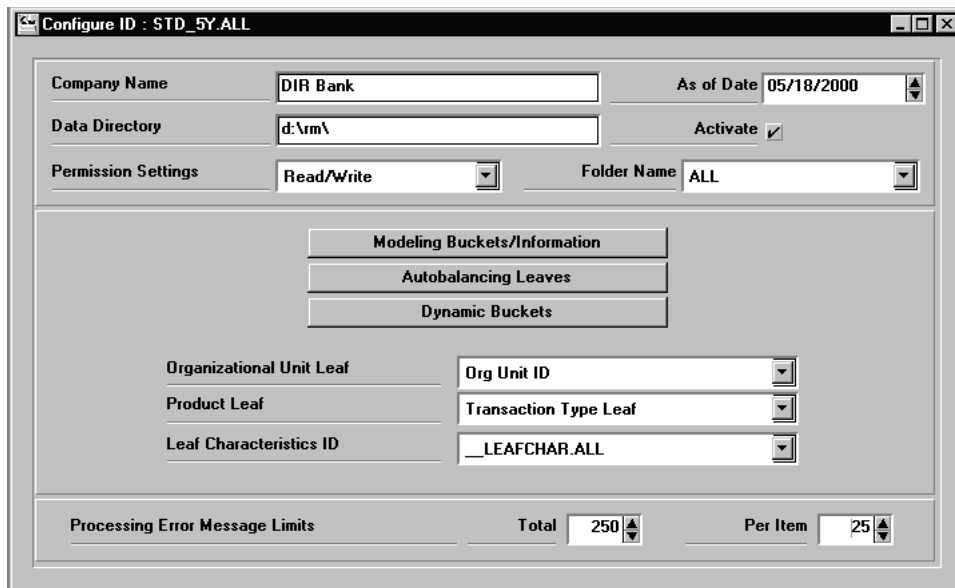 Configure ID : STD_5Y.ALL
Company Name DIR Bank As of Date 05/18/2000
Data Directory d:\rm\ Activate
Permission Settings Read/Write Folder Name ALL
Modeling Buckets/Information
Autobalancing Leaves
Dynamic Buckets
Organizational Unit Leaf Org Unit ID
Product Leaf Transaction Type Leaf
Leaf Characteristics ID __LEAFCHAR.ALL
Processing Error Message Limits Total 250 Per Item 25